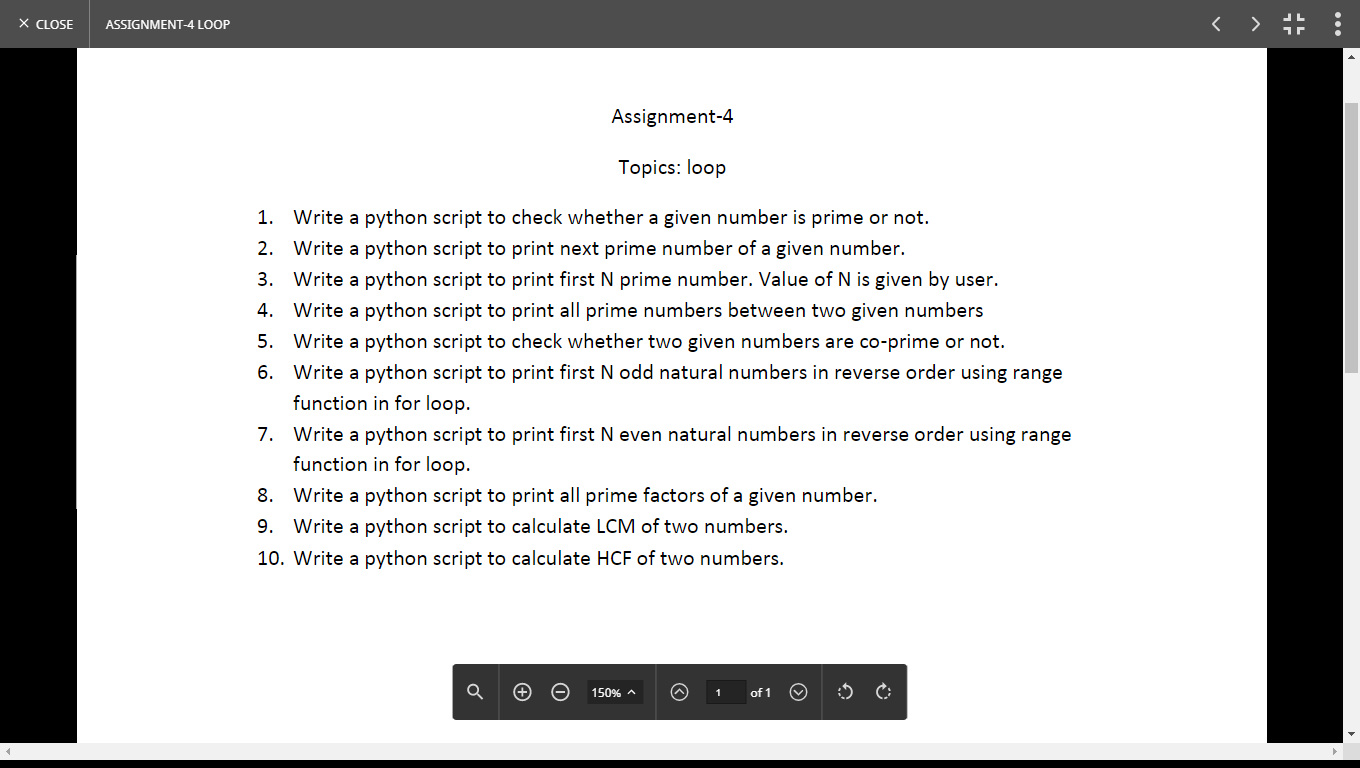 CLOSE ASSIGNMENT-4 LOOP
Assignment-4
Topics: loop
1. Write a python script to check whether a given number is prime or not.
2. Write a python script to print next prime number of a given number.
3. Write a python script to print first N prime number. Value of N is given by user.
4. Write a python script to print all prime numbers between two given numbers
5. Write a python script to check whether two given numbers are co-prime or not.
6. Write a python script to print first N odd natural numbers in reverse order using range
function in for loop.
7. Write a python script to print first N even natural numbers in reverse order using range
function in for loop.
8. Write a python script to print all prime factors of a given number.
9. Write a python script to calculate LCM of two numbers.
10. Write a python script to calculate HCF of two numbers.
150% 1 of 1